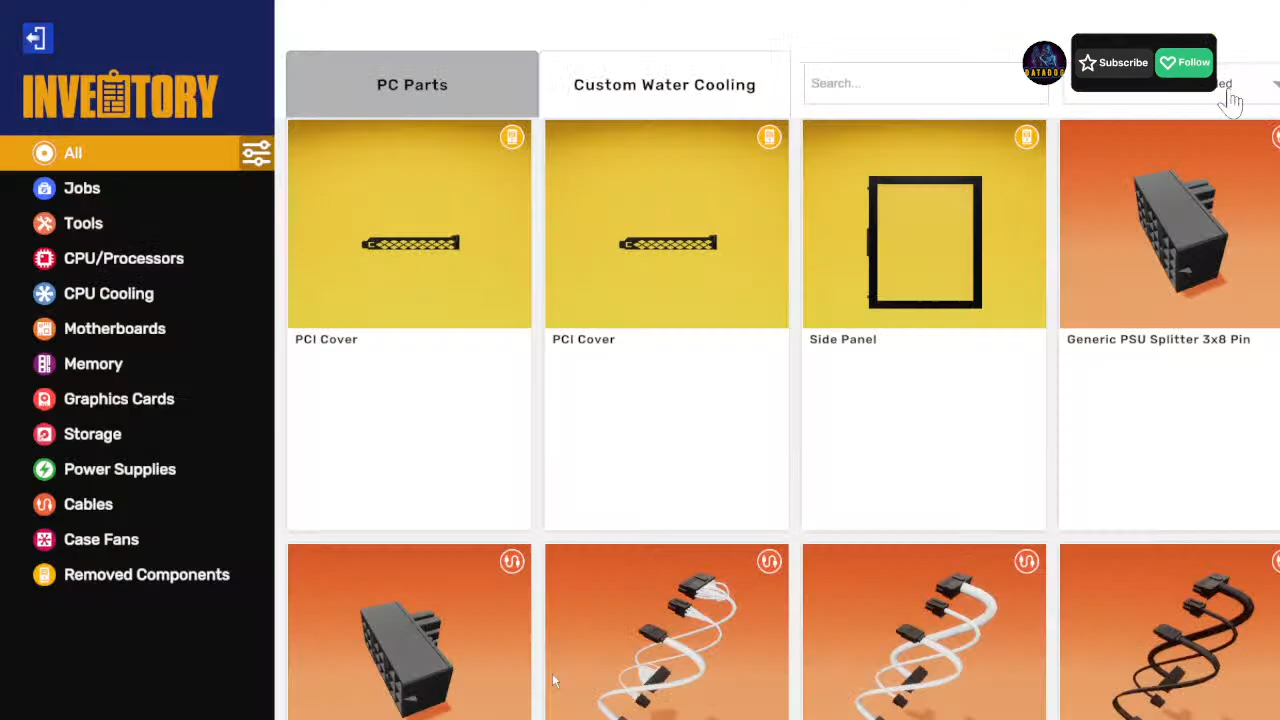 INVENTORY
PC Parts
Custom Water Cooling
Search...
DATADOG
Subscribe
Follow
All
Jobs
Tools
CPU/Processors
CPU Cooling
Motherboards
Memory
Graphics Cards
Storage
Power Supplies
Cables
Case Fans
Removed Components
PCI Cover
PCI Cover
Side Panel
Generic PSU Splitter 3x8 Pin